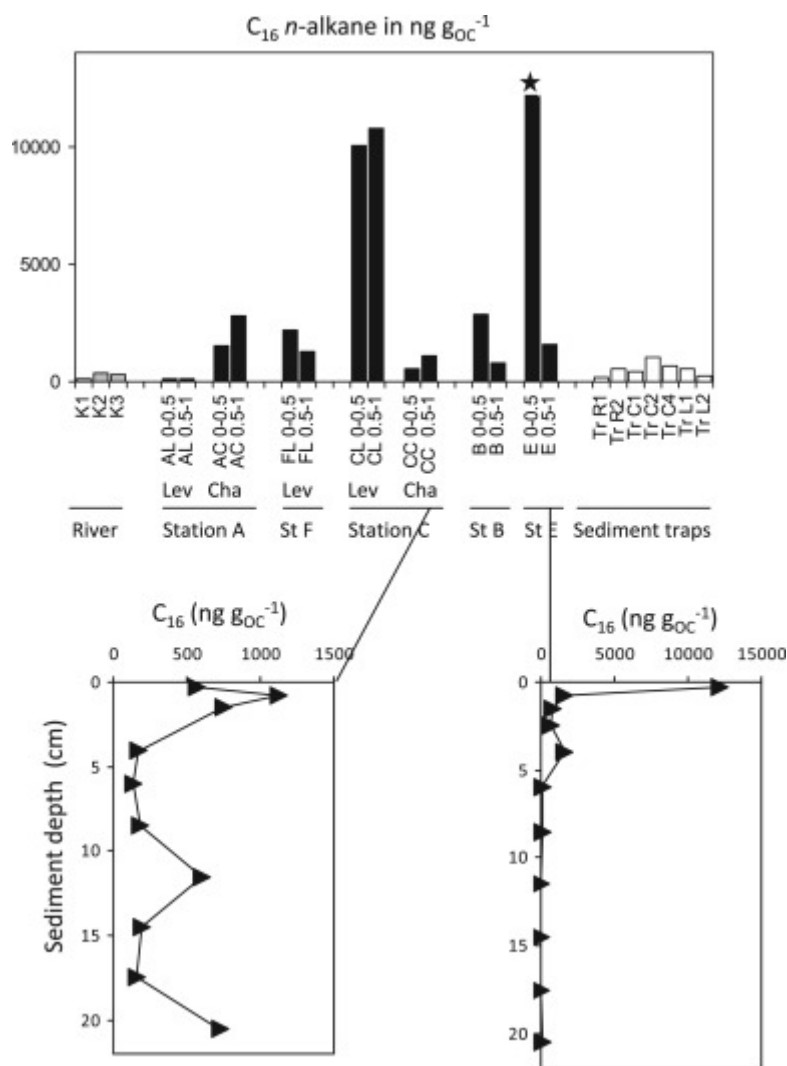 C16 n-alkane in ng gOC-1
10000
5000
0
K1 K2 K3 AL 0-0.5 AL 0.5-1 AC 0-0.5 AC 0.5-1 FL 0-0.5 FL 0.5-1 CL 0-0.5 CL 0.5-1 CC 0-0.5 CC 0.5-1 B 0-0.5 B 0.5-1 E 0-0.5 E 0.5-1 Tr R1 Tr R2 Tr C1 Tr C2 Tr C4 Tr L1 Tr L2
Lev Cha Lev Lev Cha
River Station A St F Station C St B St E Sediment traps
C16 (ng gOC-1)
0 500 1000 1500
Sediment depth (cm)
0
5
10
15
20
C16 (ng gOC-1)
0 5000 10000 15000
0
5
10
15
20